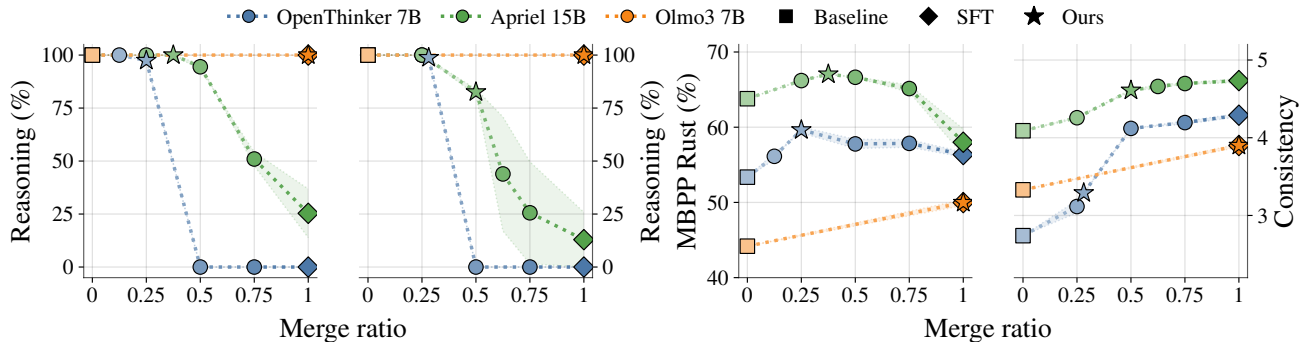 OpenThinker 7B Apriel 15B Olmo3 7B Baseline SFT Ours
Reasoning (%)
100
75
50
25
0
0 0.25 0.5 0.75 1
0 0.25 0.5 0.75 1
100
75
50
25
0
Reasoning (%)
Merge ratio
MBPP Rust (%)
70
60
50
40
0 0.25 0.5 0.75 1
0 0.25 0.5 0.75 1
5
4
3
Consistency
Merge ratio